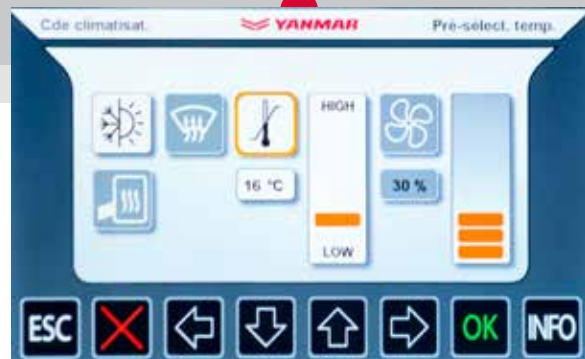 Cde climatisat.
YANMAR
Pré-sélect. temp.
HIGH
16 °C
30 %
LOW
ESC
OK
INFO